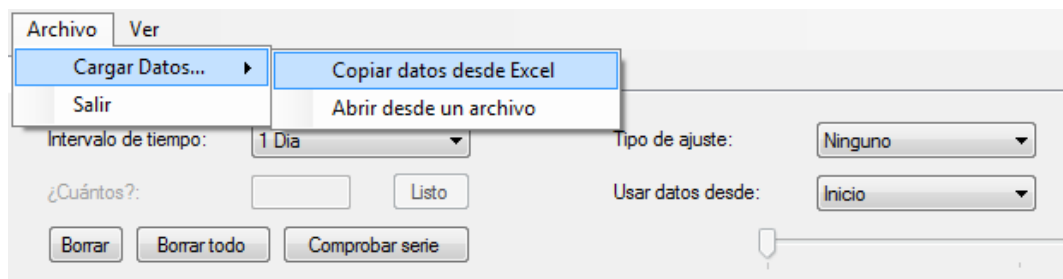 Archivo Ver
Cargar Datos... Copiar datos desde Excel
Salir Abrir desde un archivo
Intervalo de tiempo: 1 Dia Tipo de ajuste: Ninguno
¿Cuántos?: Listo Usar datos desde: Inicio
Borrar Borrar todo Comprobar serie